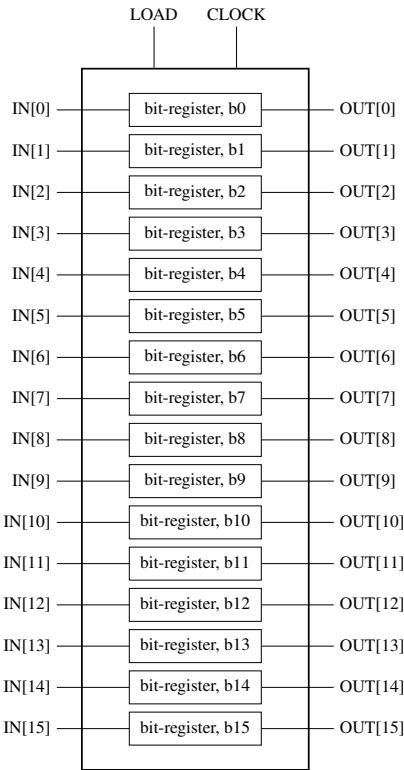 LOAD CLOCK
IN[0] bit-register, b0 OUT[0]
IN[1] bit-register, b1 OUT[1]
IN[2] bit-register, b2 OUT[2]
IN[3] bit-register, b3 OUT[3]
IN[4] bit-register, b4 OUT[4]
IN[5] bit-register, b5 OUT[5]
IN[6] bit-register, b6 OUT[6]
IN[7] bit-register, b7 OUT[7]
IN[8] bit-register, b8 OUT[8]
IN[9] bit-register, b9 OUT[9]
IN[10] bit-register, b10 OUT[10]
IN[11] bit-register, b11 OUT[11]
IN[12] bit-register, b12 OUT[12]
IN[13] bit-register, b13 OUT[13]
IN[14] bit-register, b14 OUT[14]
IN[15] bit-register, b15 OUT[15]